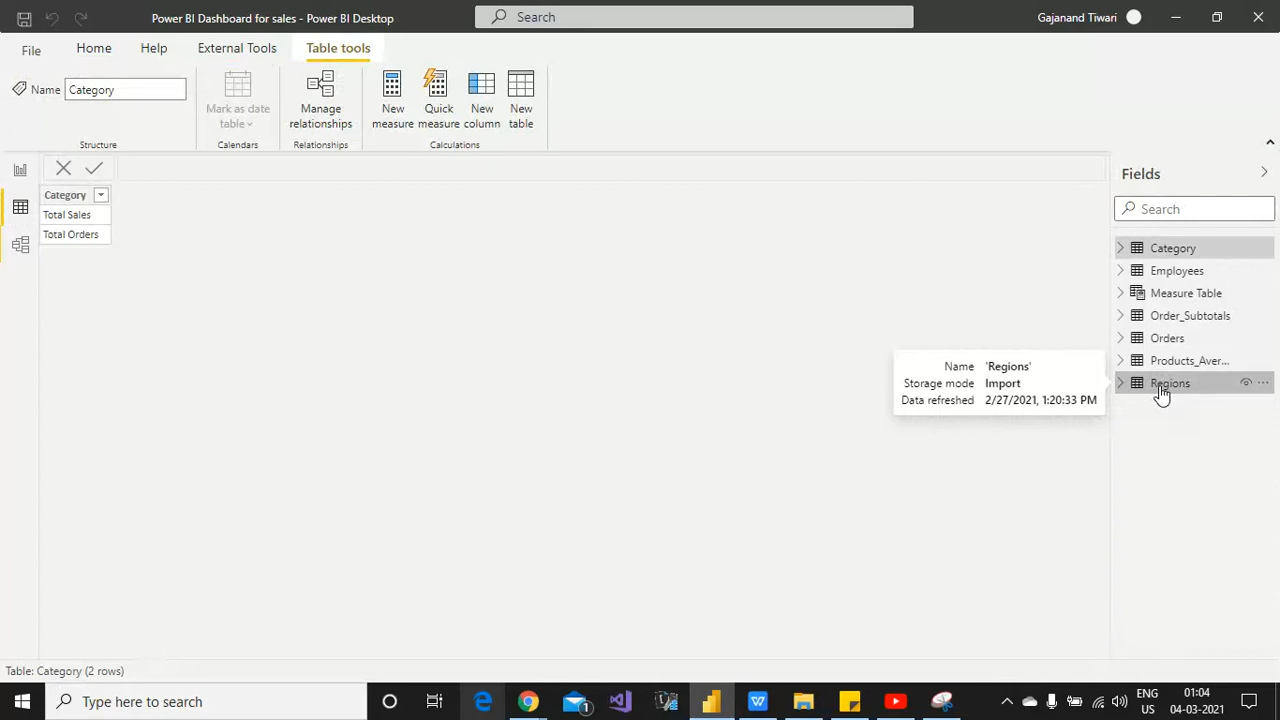 Power BI Dashboard for sales - Power BI Desktop
Search
Gajanand Tiwari
File
Home
Help
External Tools
Table tools
Name
Category
Mark as date
table
Manage
relationships
New
measure
Quick
measure
New
column
New
table
Structure
Calendars
Relationships
Calculations
Category
Total Sales
Total Orders
Fields
Search
Category
Employees
Measure Table
Order_Subtotals
Orders
Products_Aver...
Regions
Name 'Regions'
Storage mode Import
Data refreshed 2/27/2021, 1:20:33 PM
Table: Category (2 rows)
Type here to search
1
W
ENG
US
01:04
04-03-2021